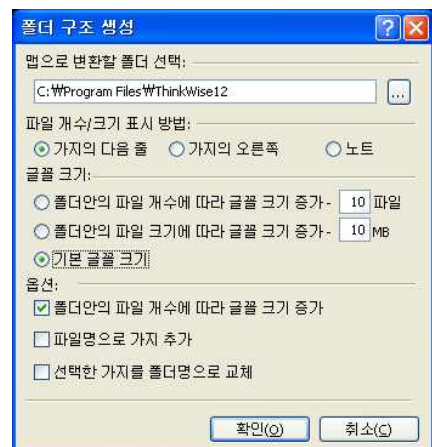 폴더 구조 생성
맵으로 변환할 폴더 선택:
C:₩Program Files₩ThinkWise12 ...
파일 개수/크기 표시 방법:
가지의 다음 줄 가지의 오른쪽 노트
글꼴 크기:
폴더안의 파일 개수에 따라 글꼴 크기 증가- 10 파일
폴더안의 파일 크기에 따라 글꼴 크기 증가- 10 MB
기본 글꼴 크기
옵션:
폴더안의 파일 개수에 따라 글꼴 크기 증가
파일명으로 가지 추가
선택한 가지를 폴더명으로 교체
확인(O) 취소(C)